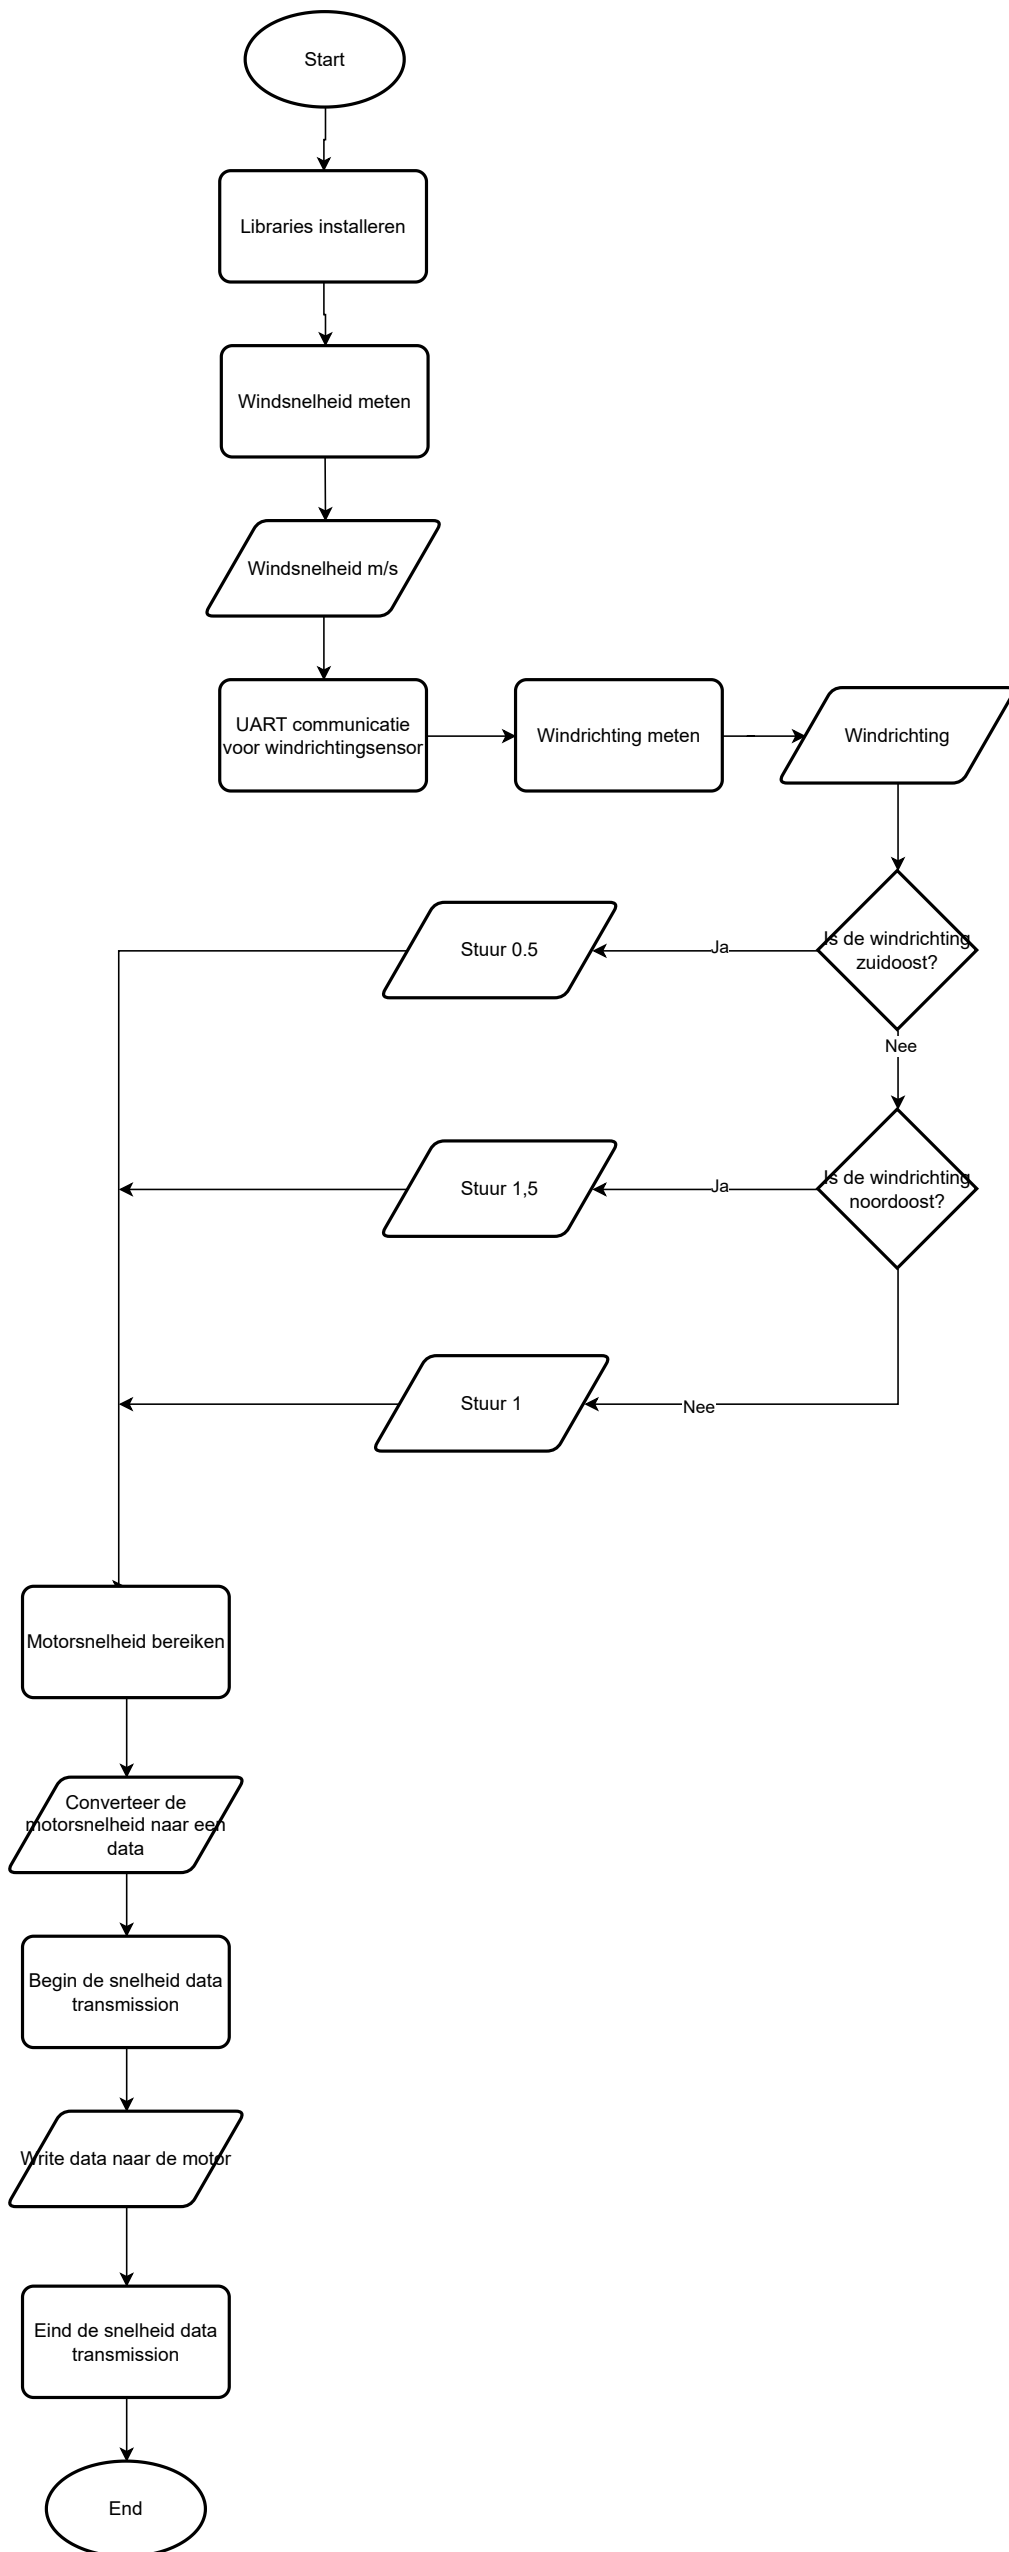 Start
Libraries installeren
Windsnelheid meten
Windsnelheid m/s
UART communicatie
voor windrichtingsensor
Windrichting meten
Windrichting
Is de windrichting
zuidoost?
Ja
Stuur 0.5
Nee
Is de windrichting
noordoost?
Ja
Stuur 1,5
Nee
Stuur 1
Motorsnelheid bereiken
Converteer de
motorsnelheid naar een
data
Begin de snelheid data
transmission
Write data naar de motor
Eind de snelheid data
transmission
End